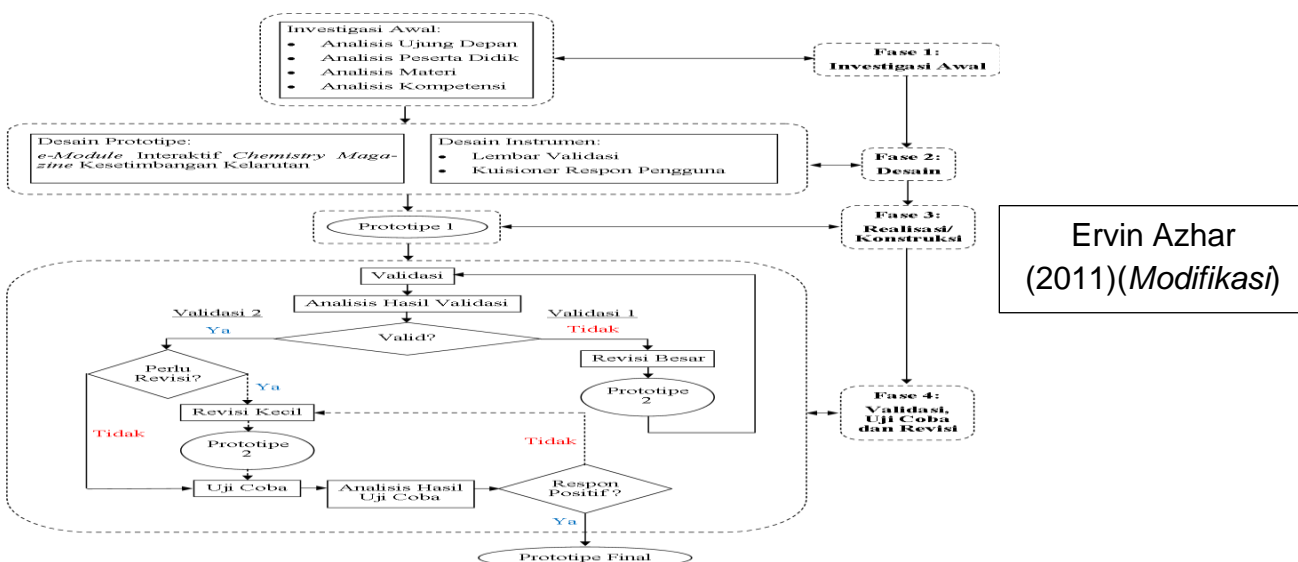 Investigasi Awal:
• Analisis Ujung Depan
• Analisis Peserta Didik
• Analisis Materi
• Analisis Kompetensi
Fase 1:
Investigasi Awal
Desain Prototipe:
e-Module Interaktif Chemistry Maga-
zine Kesetimbangan Kelarutan
Desain Instrumen:
• Lembar Validasi
• Kuisioner Respon Pengguna
Fase 2:
Desain
Prototipe 1
Fase 3:
Realisasi/
Konstruksi
Ervin Azhar
(2011)(Modifikasi)
Validasi
Analisis Hasil Validasi
Validasi 2
Validasi 1
Ya
Valid?
Tidak
Perlu
Revisi?
Ya
Revisi Besar
Prototipe
2
Revisi Kecil
Tidak
Prototipe
2
Tidak
Fase 4:
Validasi,
Uji Coba
dan Revisi
Uji Coba
Analisis Hasil
Uji Coba
Respon
Positif ?
Ya
Prototipe Final